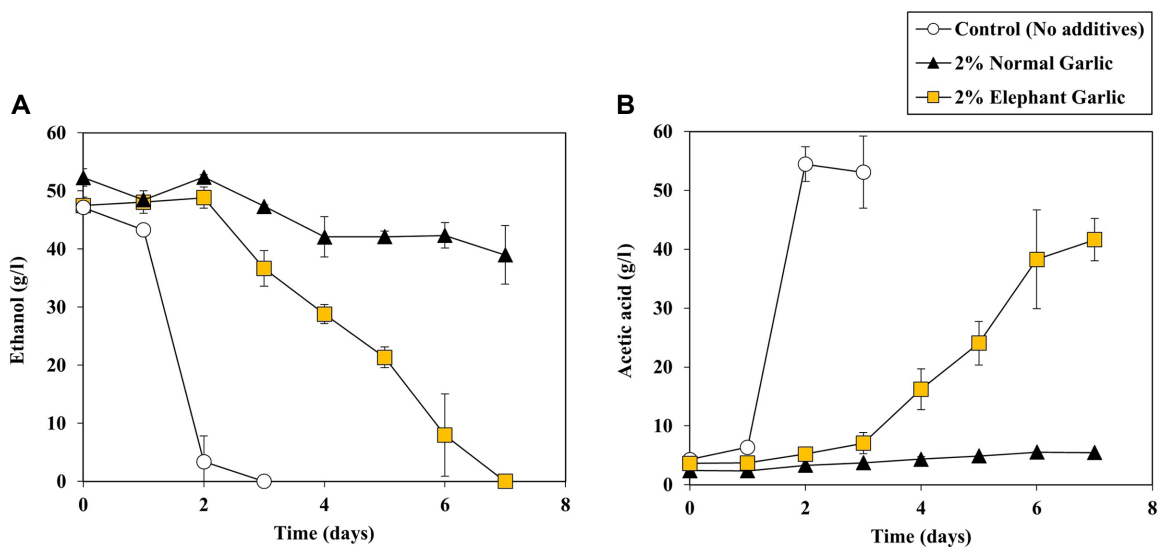 Control (No additives)
2% Normal Garlic
2% Elephant Garlic
A
60
50
40
30
20
10
0
Ethanol (g/l)
0 2 4 6 8
Time (days)
B
60
50
40
30
20
10
0
Acetic acid (g/l)
0 2 4 6 8
Time (days)